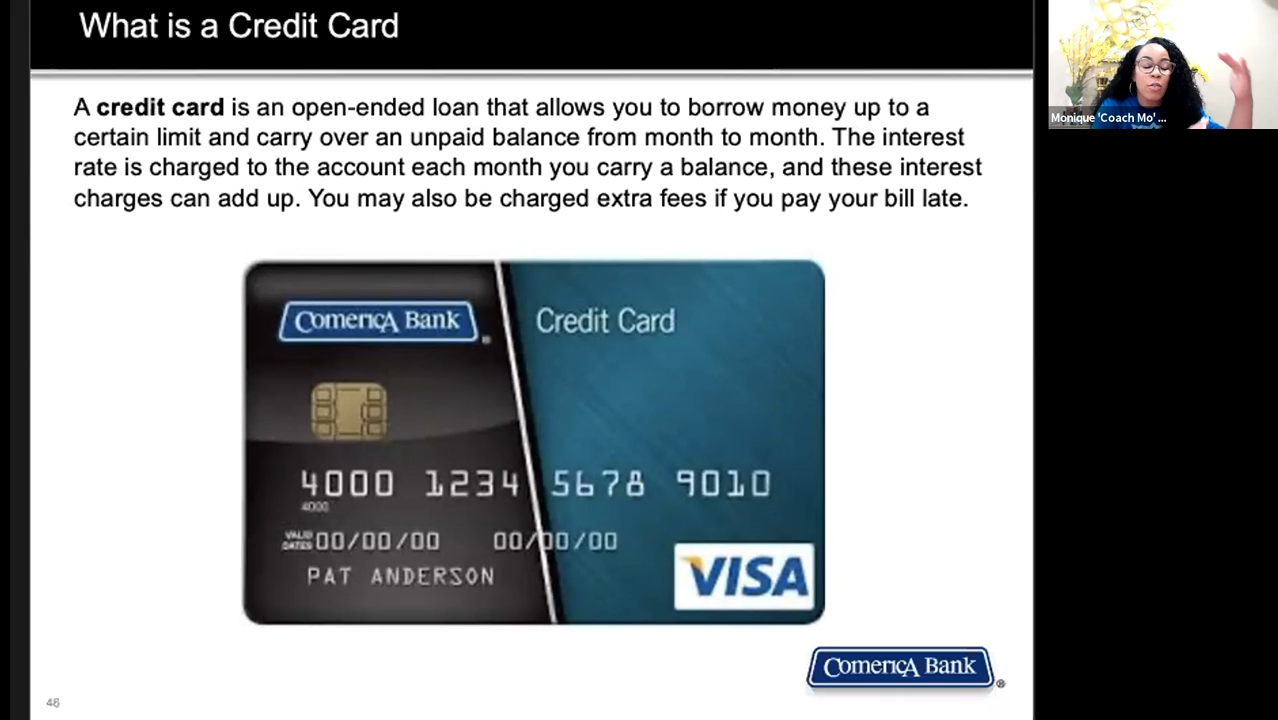 What is a Credit Card
A credit card is an open-ended loan that allows you to borrow money up to a
certain limit and carry over an unpaid balance from month to month. The interest
rate is charged to the account each month you carry a balance, and these interest
charges can add up. You may also be charged extra fees if you pay your bill late.
Monique 'Coach Mo' ...
ComericA Bank®
Credit Card
4000 1234 5678 9010
4000
VALID DATES 00/00/00 00/00/00
PAT ANDERSON
VISA
ComericA Bank®
46